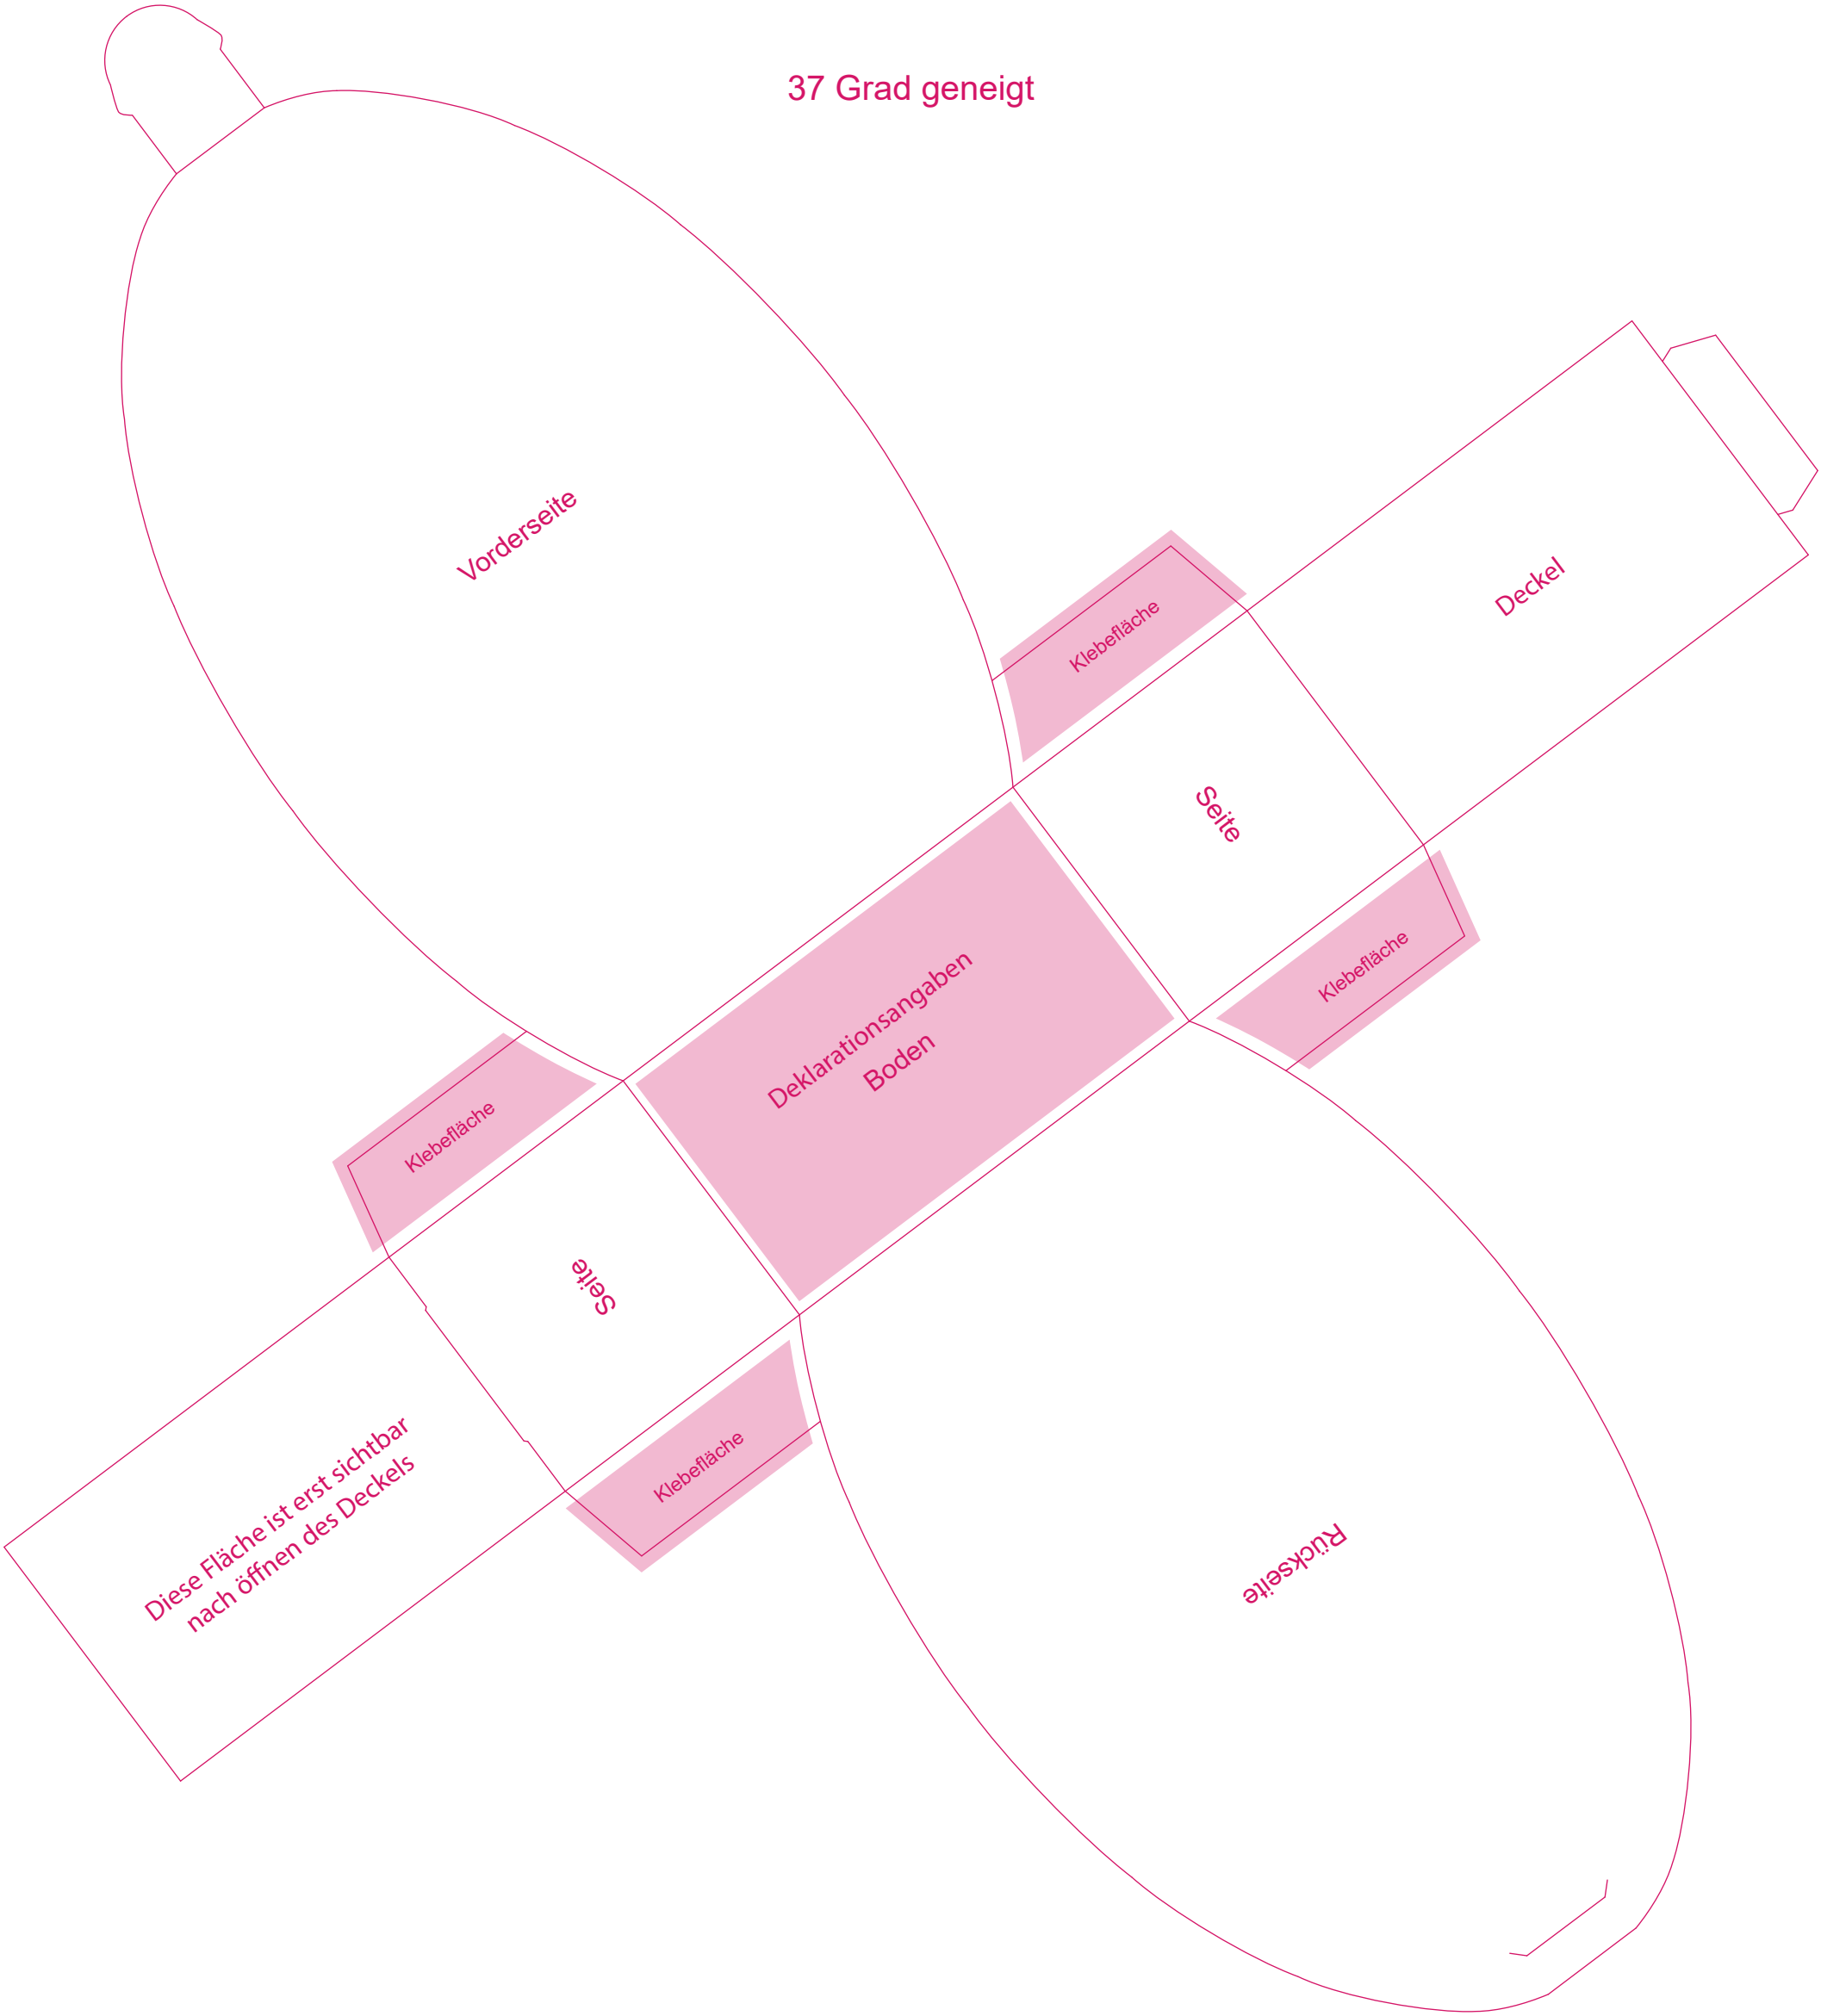 37 Grad geneigt
Vorderseite
Deckel
Klebefläche
Seite
Klebefläche
Deklarationsangaben
Boden
Klebefläche
Seite
Klebefläche
Diese Fläche ist erst sichtbar
nach öffnen des Deckels
Rückseite